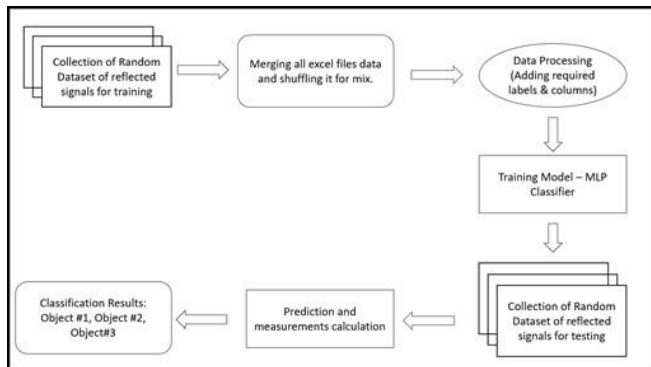 Collection of Random
Dataset of reflected
signals for training
Merging all excel files data
and shuffling it for mix.
Data Processing
(Adding required
labels & columns)
Training Model – MLP
Classifier
Collection of Random
Dataset of reflected
signals for testing
Prediction and
measurements calculation
Classification Results:
Object #1, Object #2,
Object#3